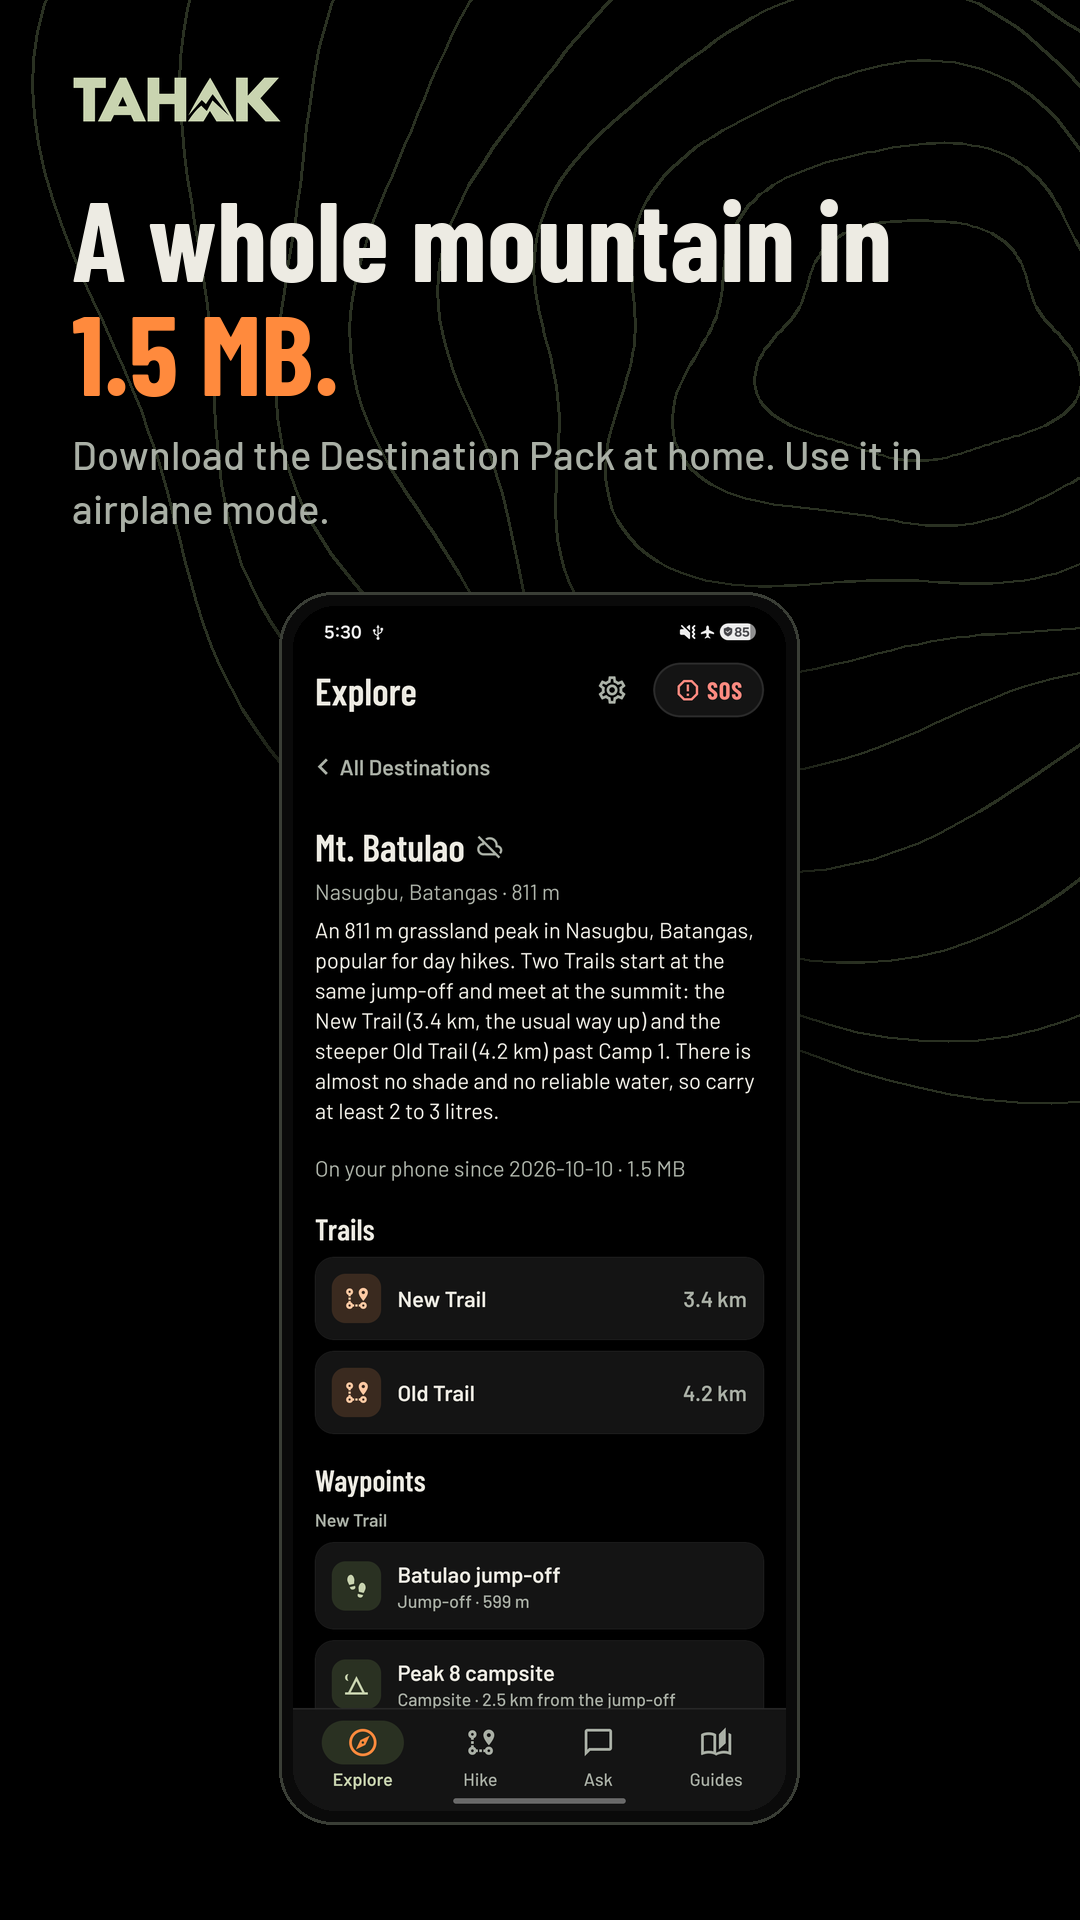 TAHAK
A whole mountain in
1.5 MB.
Download the Destination Pack at home. Use it in
airplane mode.
5:30
85
Explore
SOS
All Destinations
Mt. Batulao
Nasugbu, Batangas · 811 m
An 811 m grassland peak in Nasugbu, Batangas,
popular for day hikes. Two Trails start at the
same jump-off and meet at the summit: the
New Trail (3.4 km, the usual way up) and the
steeper Old Trail (4.2 km) past Camp 1. There is
almost no shade and no reliable water, so carry
at least 2 to 3 litres.
On your phone since 2026-10-10 · 1.5 MB
Trails
New Trail 3.4 km
Old Trail 4.2 km
Waypoints
New Trail
Batulao jump-off
Jump-off · 599 m
Peak 8 campsite
Campsite · 2.5 km from the jump-off
Explore Hike Ask Guides